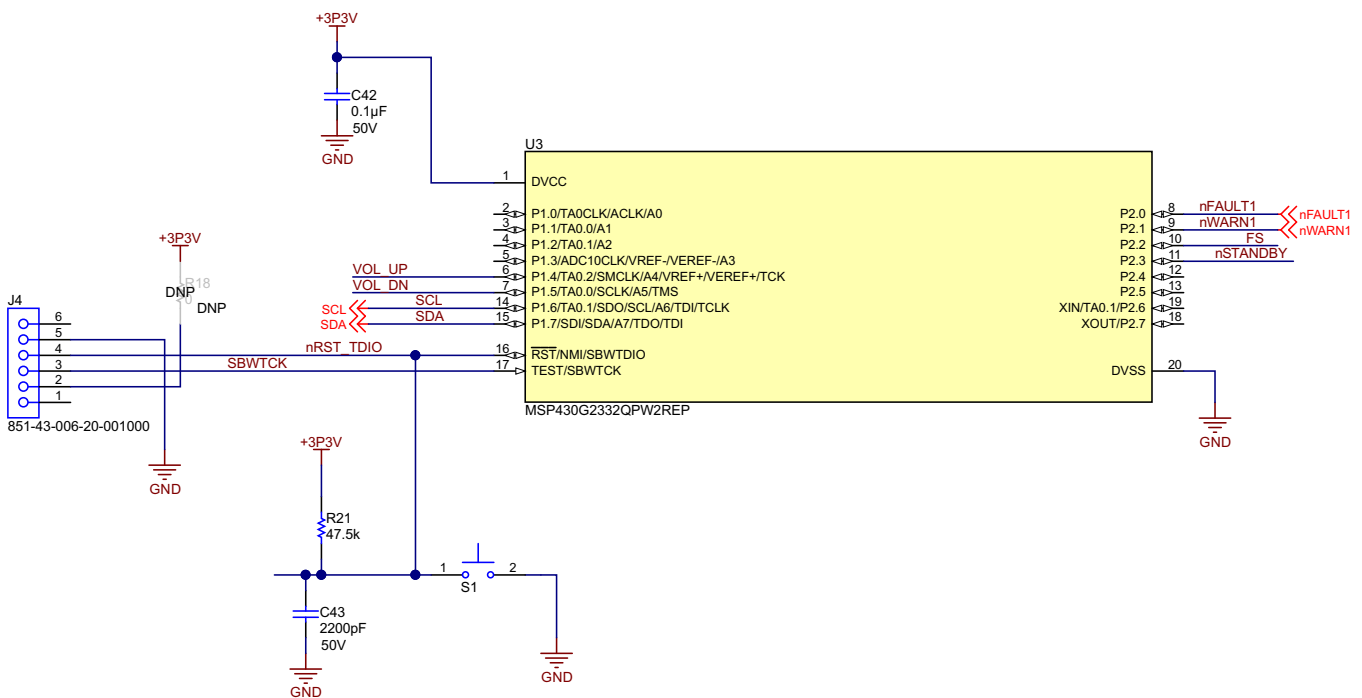 +3P3V
C42
0.1µF
50V
GND
U3
1
DVCC
2
P1.0/TA0CLK/ACLK/A0
3
P1.1/TA0.0/A1
4
P1.2/TA0.1/A2
5
P1.3/ADC10CLK/VREF-/VEREF-/A3
VOL_UP
6
P1.4/TA0.2/SMCLK/A4/VREF+/VEREF+/TCK
VOL_DN
7
P1.5/TA0.0/SCLK/A5/TMS
SCL
SCL
14
P1.6/TA0.1/SDO/SCL/A6/TDI/TCLK
SDA
SDA
15
P1.7/SDI/SDA/A7/TDO/TDI
nRST_TDIO
16
RST/NMI/SBWTDIO
SBWTCK
17
TEST/SBWTCK
MSP430G2332QPW2REP
P2.0
8
nFAULT1
nFAULT1
P2.1
9
nWARN1
nWARN1
P2.2
10
FS
P2.3
11
nSTANDBY
P2.4
12
P2.5
13
XIN/TA0.1/P2.6
19
XOUT/P2.7
18
DVSS
20
GND
+3P3V
R18
0
DNP
DNP
J4
6
5
4
3
2
1
851-43-006-20-001000
GND
+3P3V
R21
47.5k
1
2
S1
C43
2200pF
50V
GND
GND